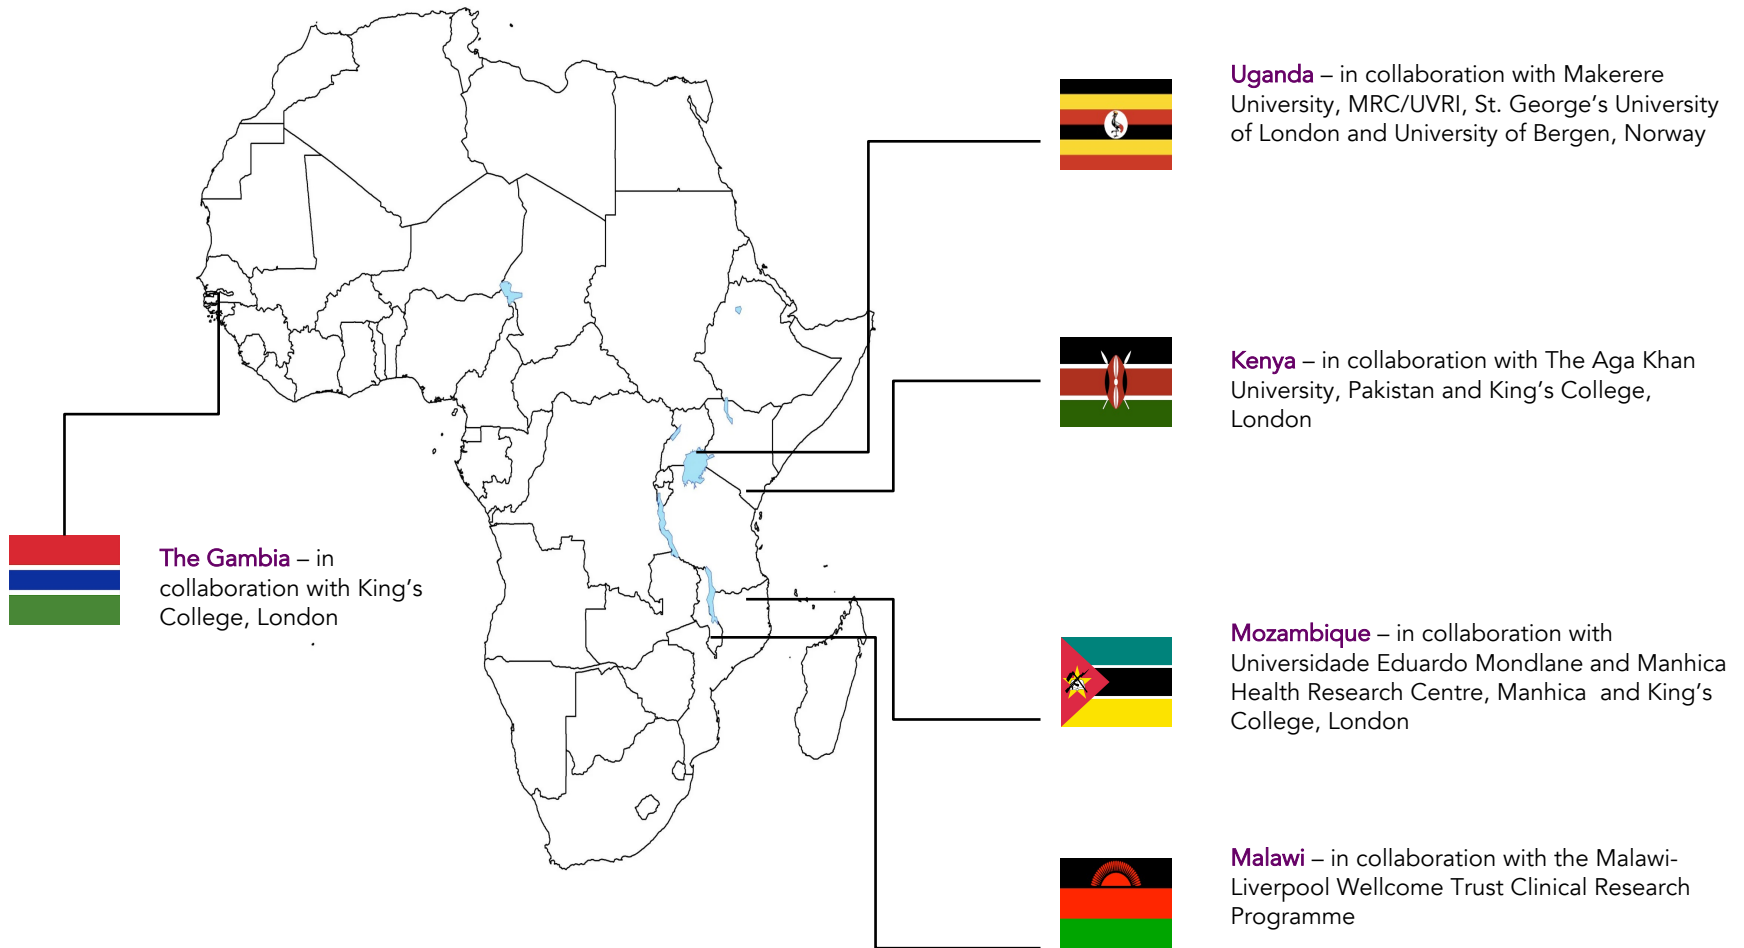 Uganda – in collaboration with Makerere
University, MRC/UVRI, St. George’s University
of London and University of Bergen, Norway
Kenya – in collaboration with The Aga Khan
University, Pakistan and King’s College,
London
The Gambia – in
collaboration with King’s
College, London
Mozambique – in collaboration with
Universidade Eduardo Mondlane and Manhica
Health Research Centre, Manhica  and King’s
College, London
Malawi – in collaboration with the Malawi-
Liverpool Wellcome Trust Clinical Research
Programme